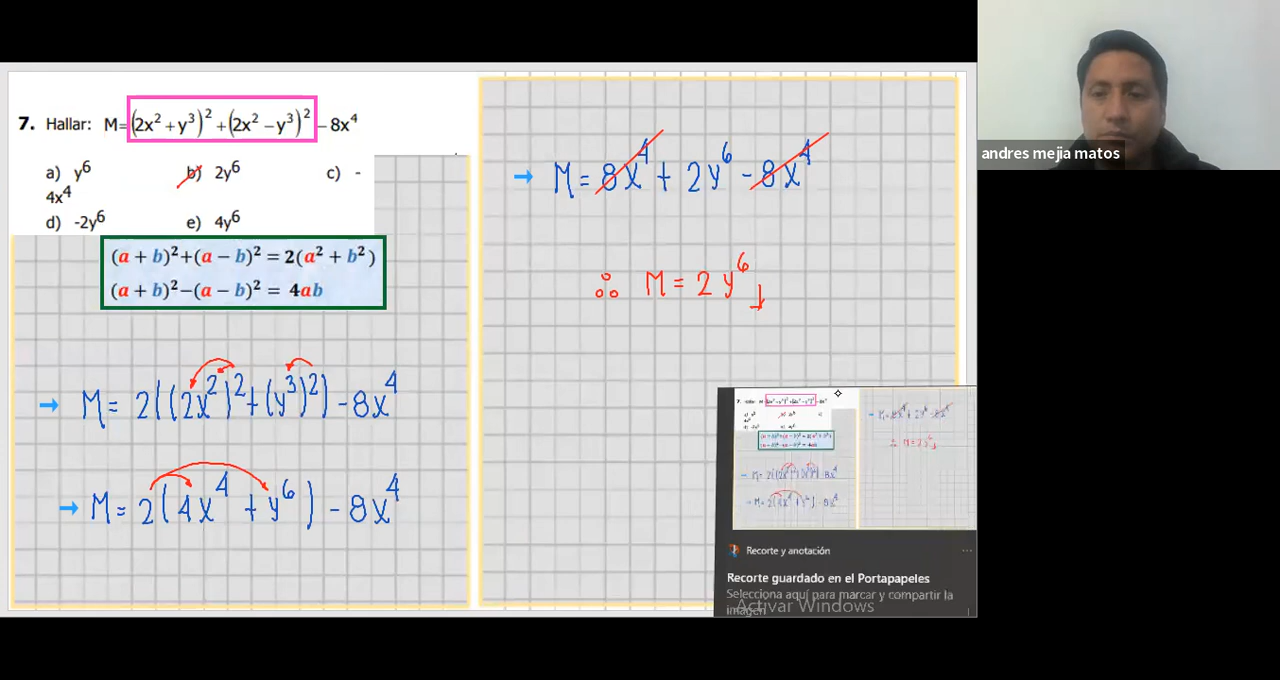 7. Hallar: M=(2x² + y³)² + (2x² − y³)² − 8x⁴
a) y⁶ b) 2y⁶ c) -
4x⁴
d) -2y⁶ e) 4y⁶
(a + b)²+(a − b)² = 2(a² + b²)
(a + b)²−(a − b)² = 4ab
→ M = 2((2x²)² + (y³)²) − 8x⁴
→ M = 2(4x⁴ + y⁶) − 8x⁴
→ M = 8x⁴ + 2y⁶ − 8x⁴
∴ M = 2y⁶
andres mejia matos
Recorte y anotación
Recorte guardado en el Portapapeles
Selecciona aquí para marcar y compartir la
imagen
Activar Windows